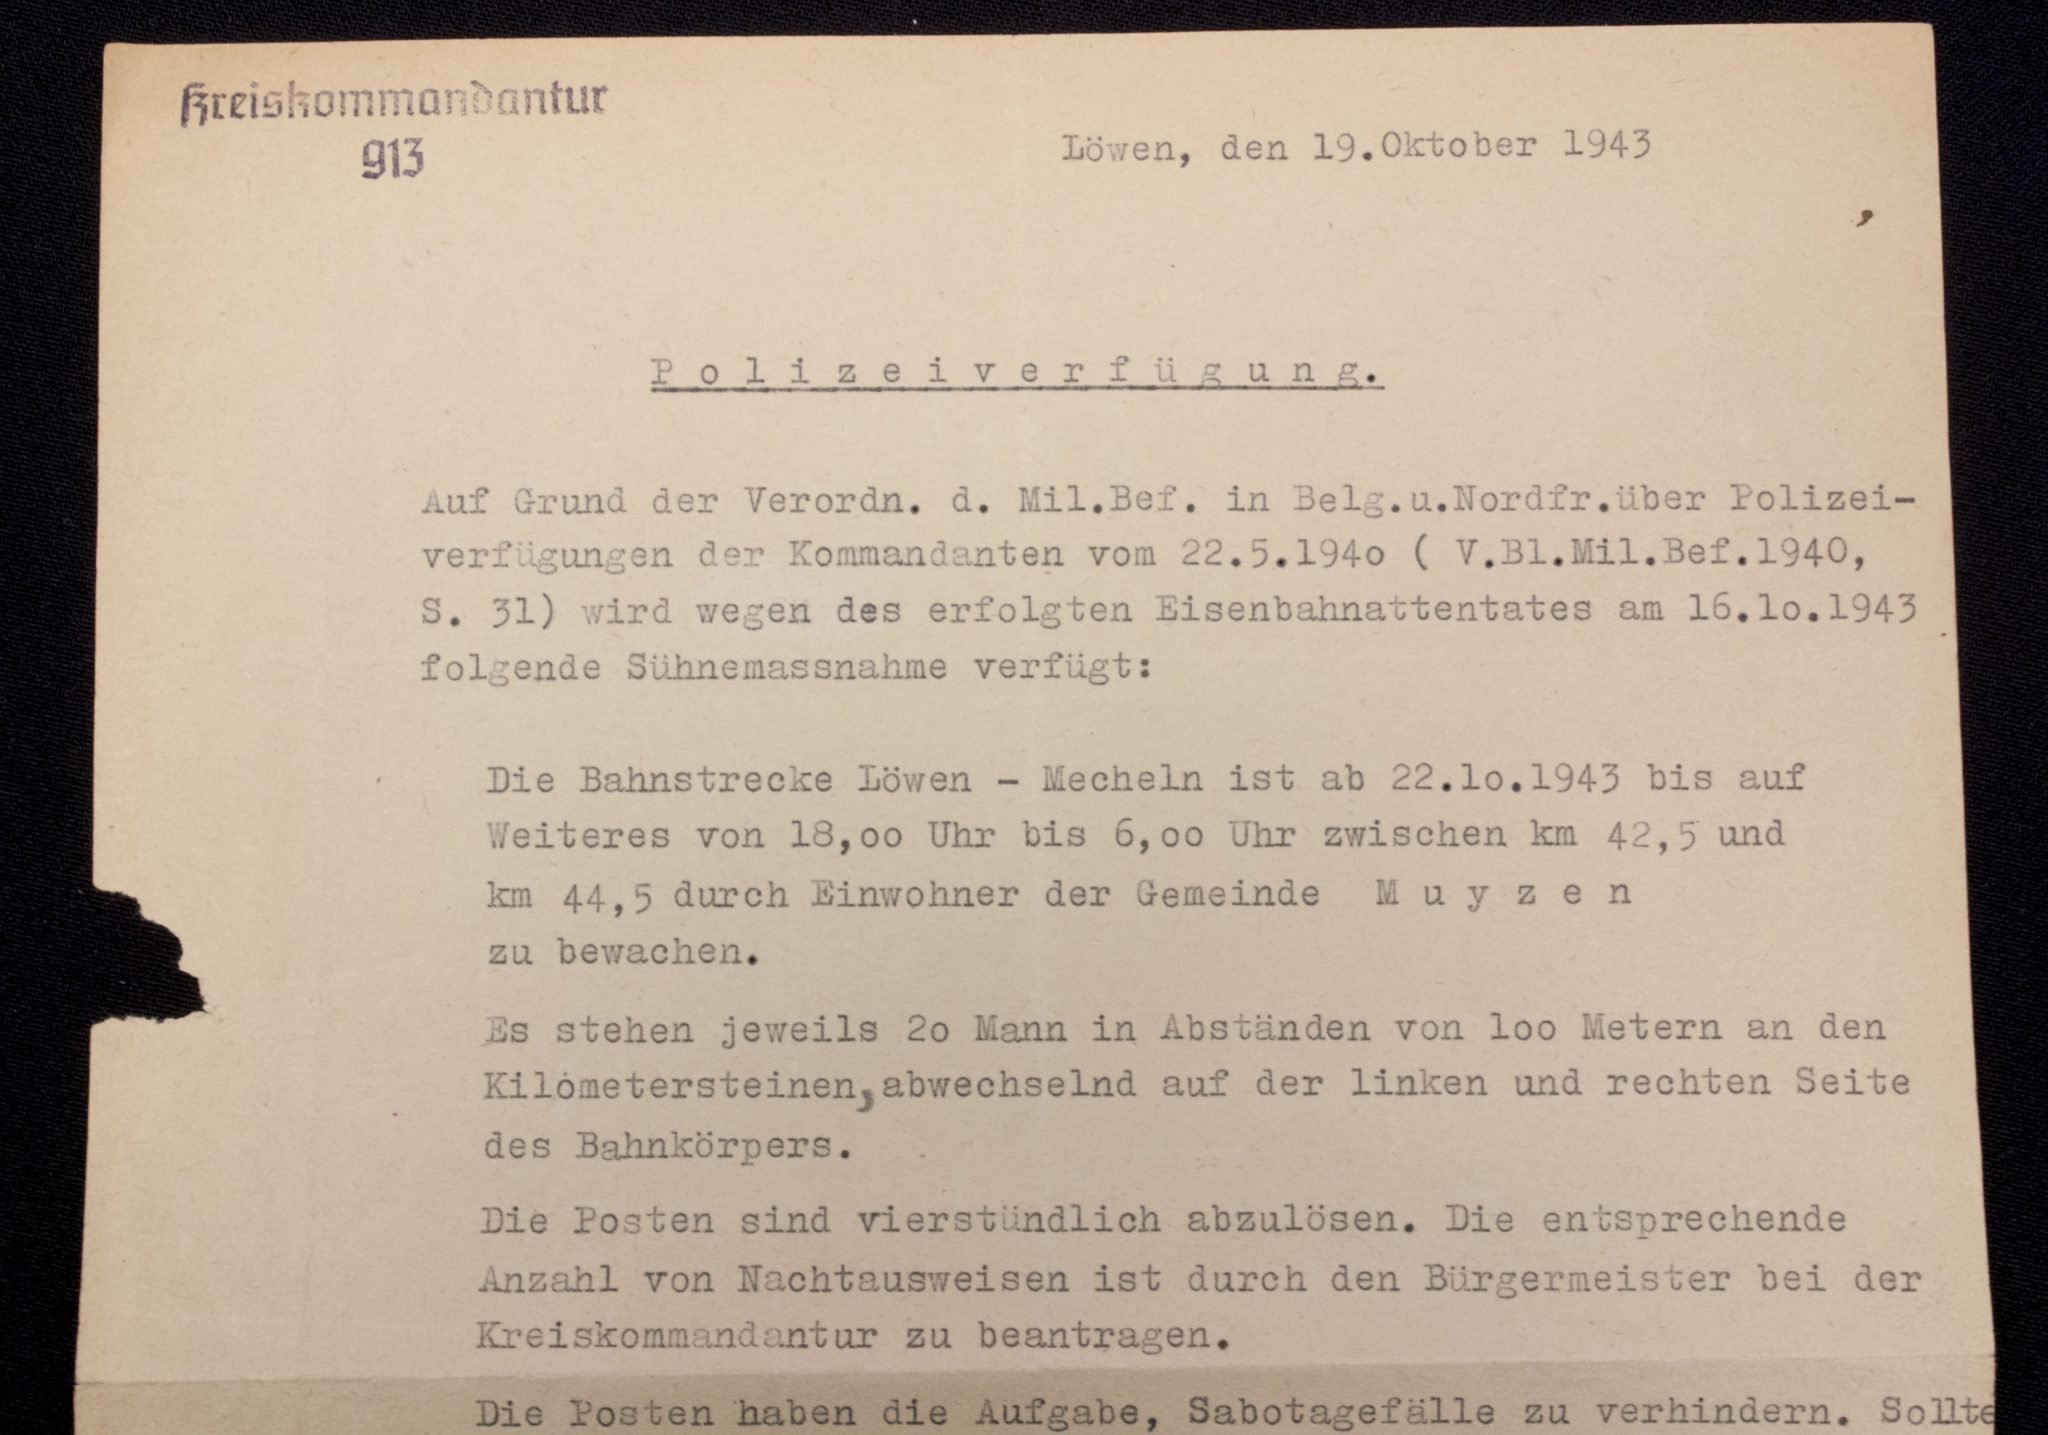 Kreiskommandantur
913
Löwen, den 19.Oktober 1943
P o l i z e i v e r f ü g u n g.
Auf Grund der Verordn. d. Mil.Bef. in Belg.u.Nordfr.über Polizei-
verfügungen der Kommandanten vom 22.5.194o ( V.Bl.Mil.Bef.1940,
S. 31) wird wegen des erfolgten Eisenbahnattentates am 16.lo.1943
folgende Sühnemassnahme verfügt:
Die Bahnstrecke Löwen - Mecheln ist ab 22.lo.1943 bis auf
Weiteres von 18,oo Uhr bis 6,oo Uhr zwischen km 42,5 und
km 44,5 durch Einwohner der Gemeinde M u y z e n
zu bewachen.
Es stehen jeweils 2o Mann in Abständen von loo Metern an den
Kilometersteinen,abwechselnd auf der linken und rechten Seite
des Bahnkörpers.
Die Posten sind vierstündlich abzulösen. Die entsprechende
Anzahl von Nachtausweisen ist durch den Bürgermeister bei der
Kreiskommandantur zu beantragen.
Die Posten haben die Aufgabe, Sabotagefälle zu verhindern. Sollte